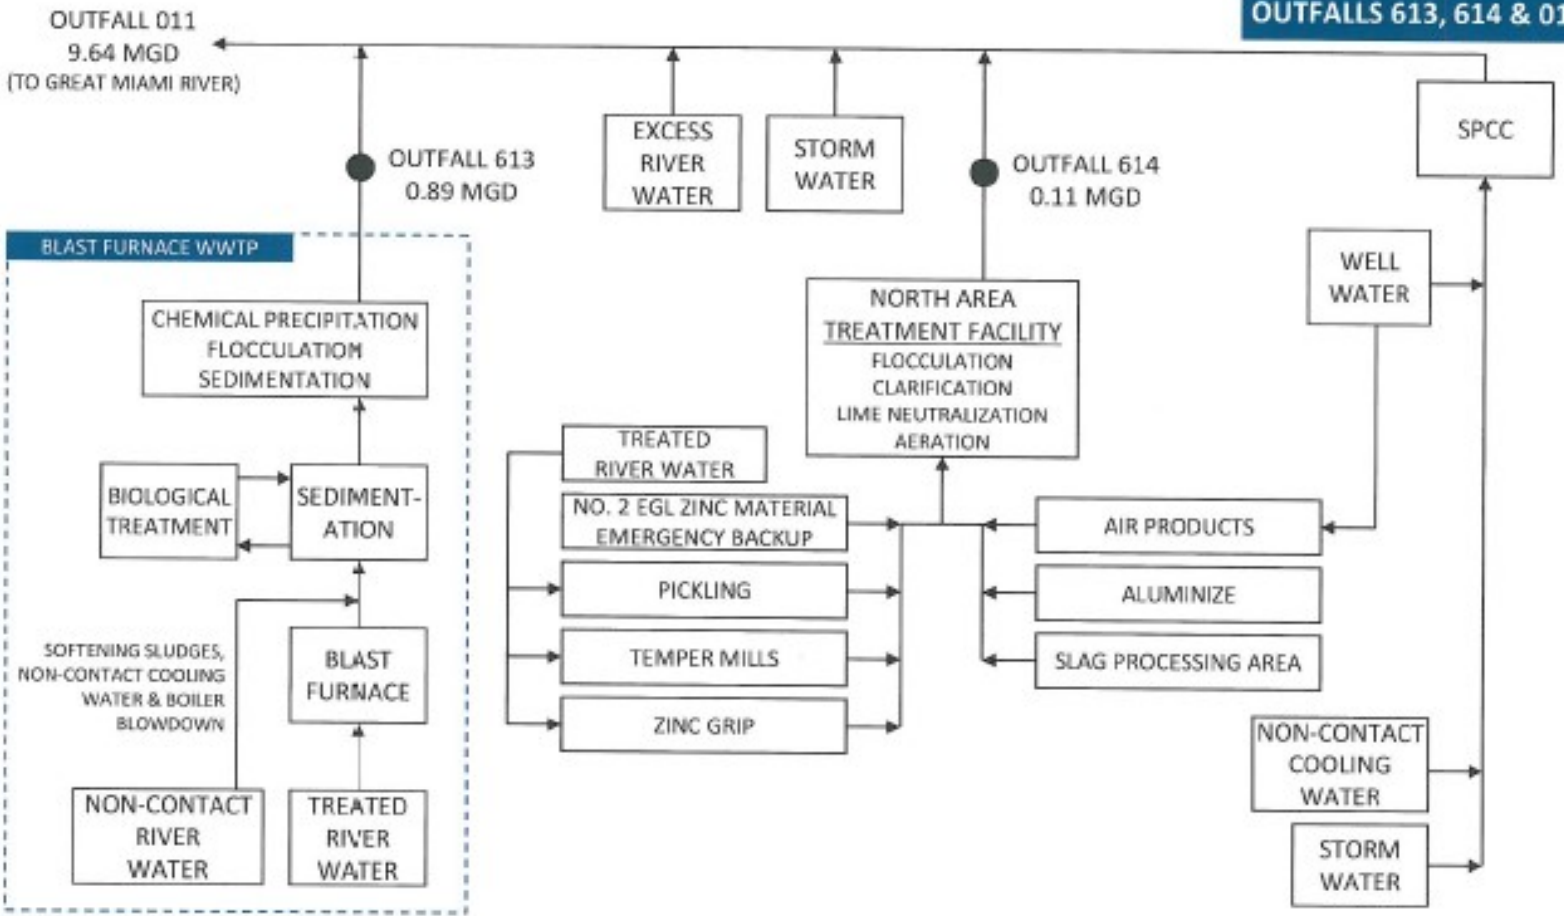 OUTFALLS 613, 614 & 01
OUTFALL 011
9.64 MGD
(TO GREAT MIAMI RIVER)
OUTFALL 613
0.89 MGD
EXCESS
RIVER
WATER
STORM
WATER
OUTFALL 614
0.11 MGD
SPCC
BLAST FURNACE WWTP
CHEMICAL PRECIPITATION
FLOCCULATION
SEDIMENTATION
BIOLOGICAL
TREATMENT
SEDIMENT-
ATION
SOFTENING SLUDGES,
NON-CONTACT COOLING
WATER & BOILER
BLOWDOWN
BLAST
FURNACE
NON-CONTACT
RIVER
WATER
TREATED
RIVER
WATER
NORTH AREA
TREATMENT FACILITY
FLOCCULATION
CLARIFICATION
LIME NEUTRALIZATION
AERATION
TREATED
RIVER WATER
NO. 2 EGL ZINC MATERIAL
EMERGENCY BACKUP
PICKLING
TEMPER MILLS
ZINC GRIP
AIR PRODUCTS
ALUMINIZE
SLAG PROCESSING AREA
WELL
WATER
NON-CONTACT
COOLING
WATER
STORM
WATER